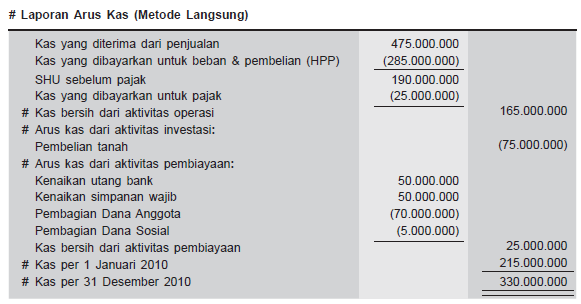 # Laporan Arus Kas (Metode Langsung)
Kas yang diterima dari penjualan 475.000.000
Kas yang dibayarkan untuk beban & pembelian (HPP) (285.000.000)
SHU sebelum pajak 190.000.000
Kas yang dibayarkan untuk pajak (25.000.000)
# Kas bersih dari aktivitas operasi 165.000.000
# Arus kas dari aktivitas investasi:
Pembelian tanah (75.000.000)
# Arus kas dari aktivitas pembiayaan:
Kenaikan utang bank 50.000.000
Kenaikan simpanan wajib 50.000.000
Pembagian Dana Anggota (70.000.000)
Pembagian Dana Sosial (5.000.000)
Kas bersih dari aktivitas pembiayaan 25.000.000
# Kas per 1 Januari 2010 215.000.000
# Kas per 31 Desember 2010 330.000.000